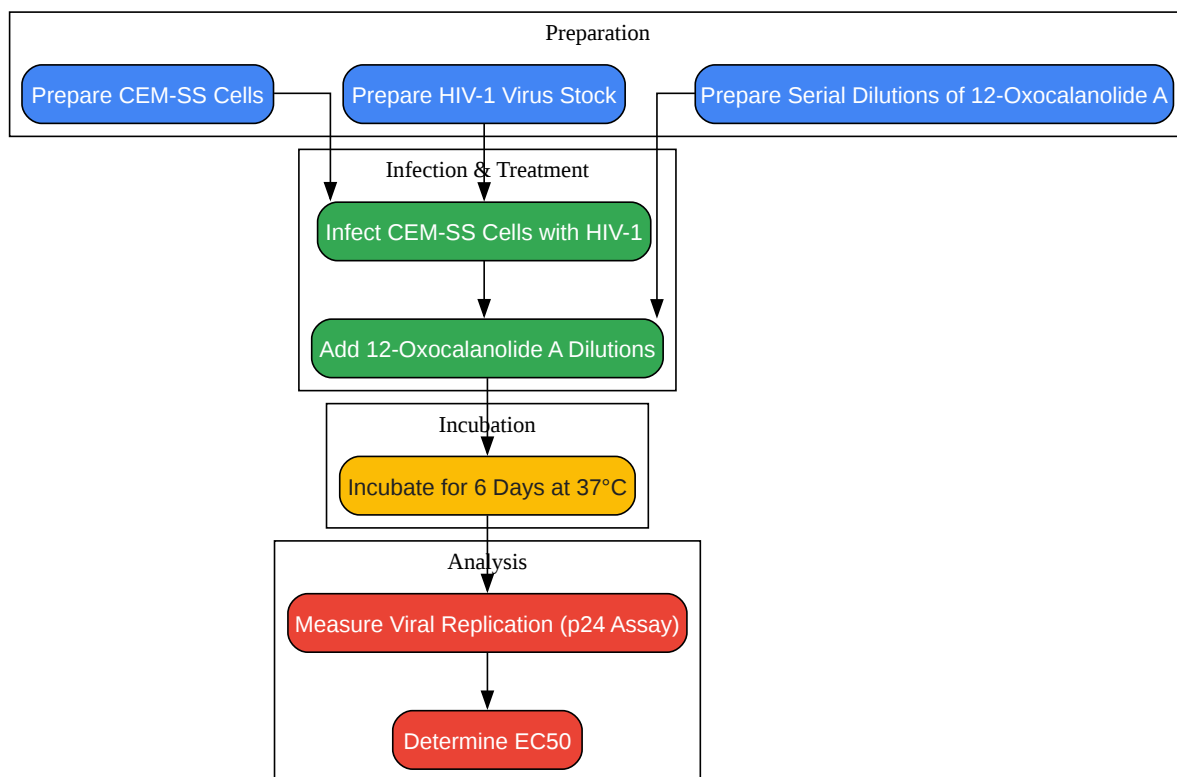 Preparation
Prepare CEM-SS Cells
Prepare HIV-1 Virus Stock
Prepare Serial Dilutions of 12-Oxocalanolide A
Infection & Treatment
Infect CEM-SS Cells with HIV-1
Add 12-Oxocalanolide A Dilutions
Incubation
Incubate for 6 Days at 37°C
Analysis
Measure Viral Replication (p24 Assay)
Determine EC50